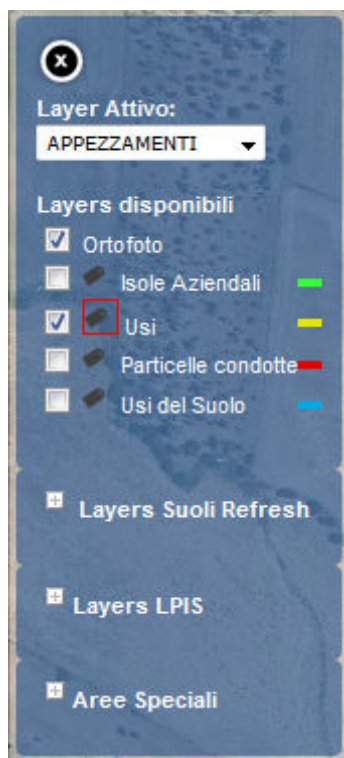 Layer Attivo:
APPEZZAMENTI
Layers disponibili
Ortofoto
Isole Aziendali
Usi
Particelle condotte
Usi del Suolo
Layers Suoli Refresh
Layers LPIS
Aree Speciali